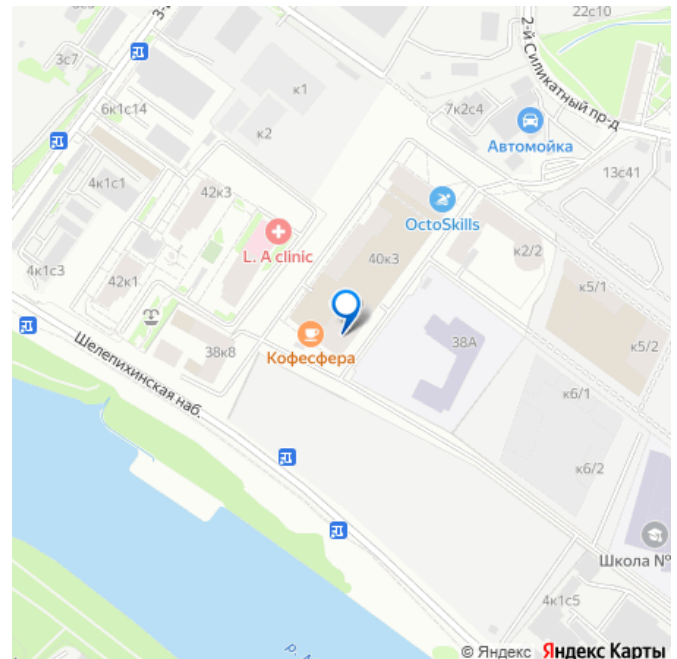 22с10
3с8
3-
2-й Силикатный пр-д
3с7
к1
6к1с14
к2
7к2с4
Автомойка
13с41
4к1с1
42к3
OctoSkills
L. A clinic
40к3
к2/2
4к1с3
42к1
к5/1
38к8
Кофесфера
38А
к5/2
Шелепихинская наб.
к6/1
к6/2
Школа №
4к1с5
р.
© Яндекс Яндекс Карты